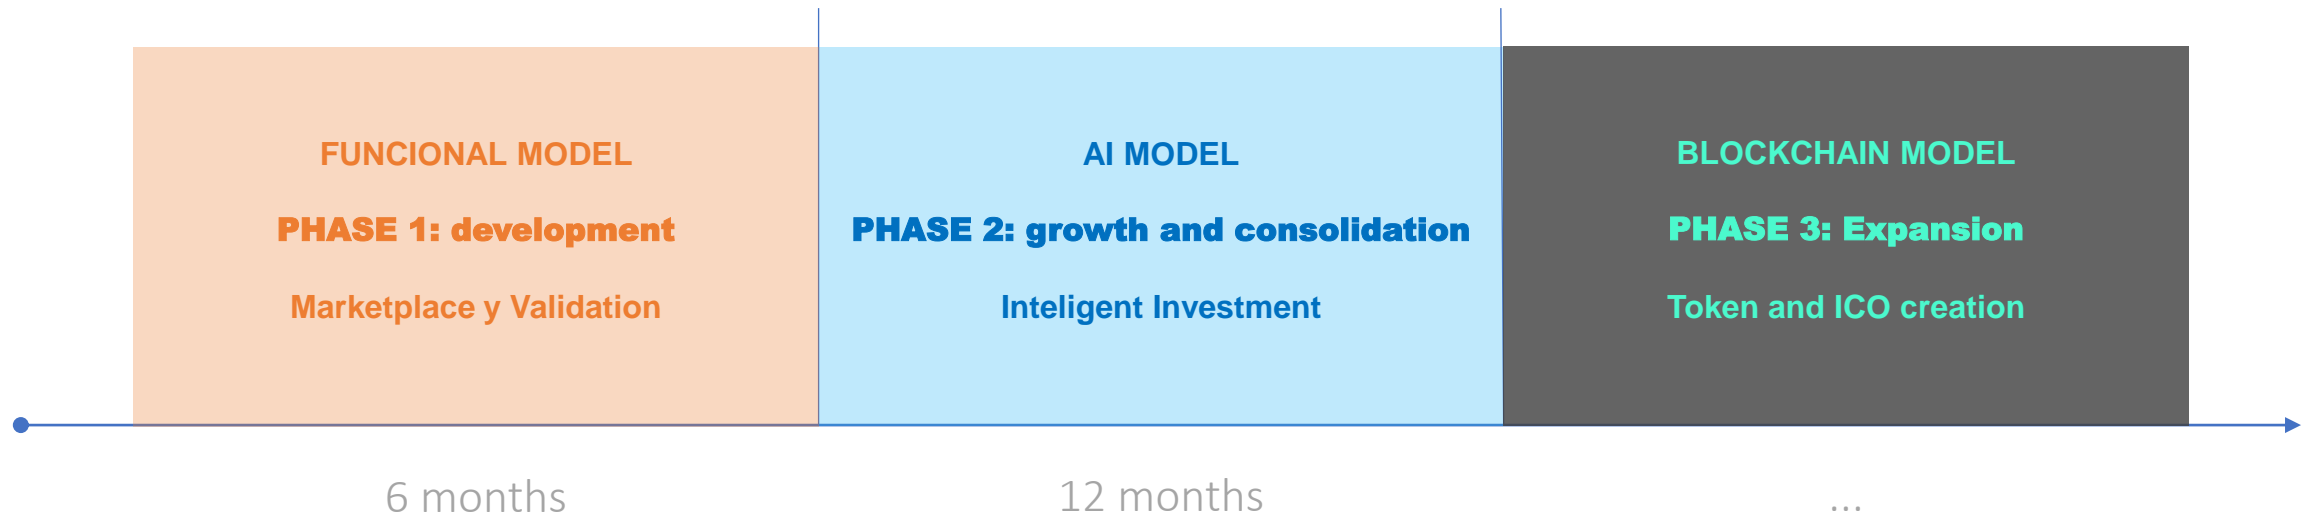 FUNCIONAL MODEL
PHASE 1: development
Marketplace y Validation
AI MODEL
PHASE 2: growth and consolidation
Inteligent Investment
BLOCKCHAIN MODEL
PHASE 3: Expansion
Token and ICO creation
6 months
12 months
...